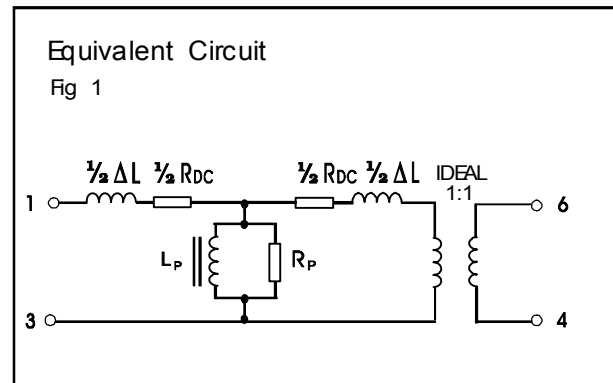 Equivalent Circuit
Fig 1
½ ΔL ½ RDC ½ RDC ½ ΔL IDEAL
1:1
1 6
LP RP
3 4